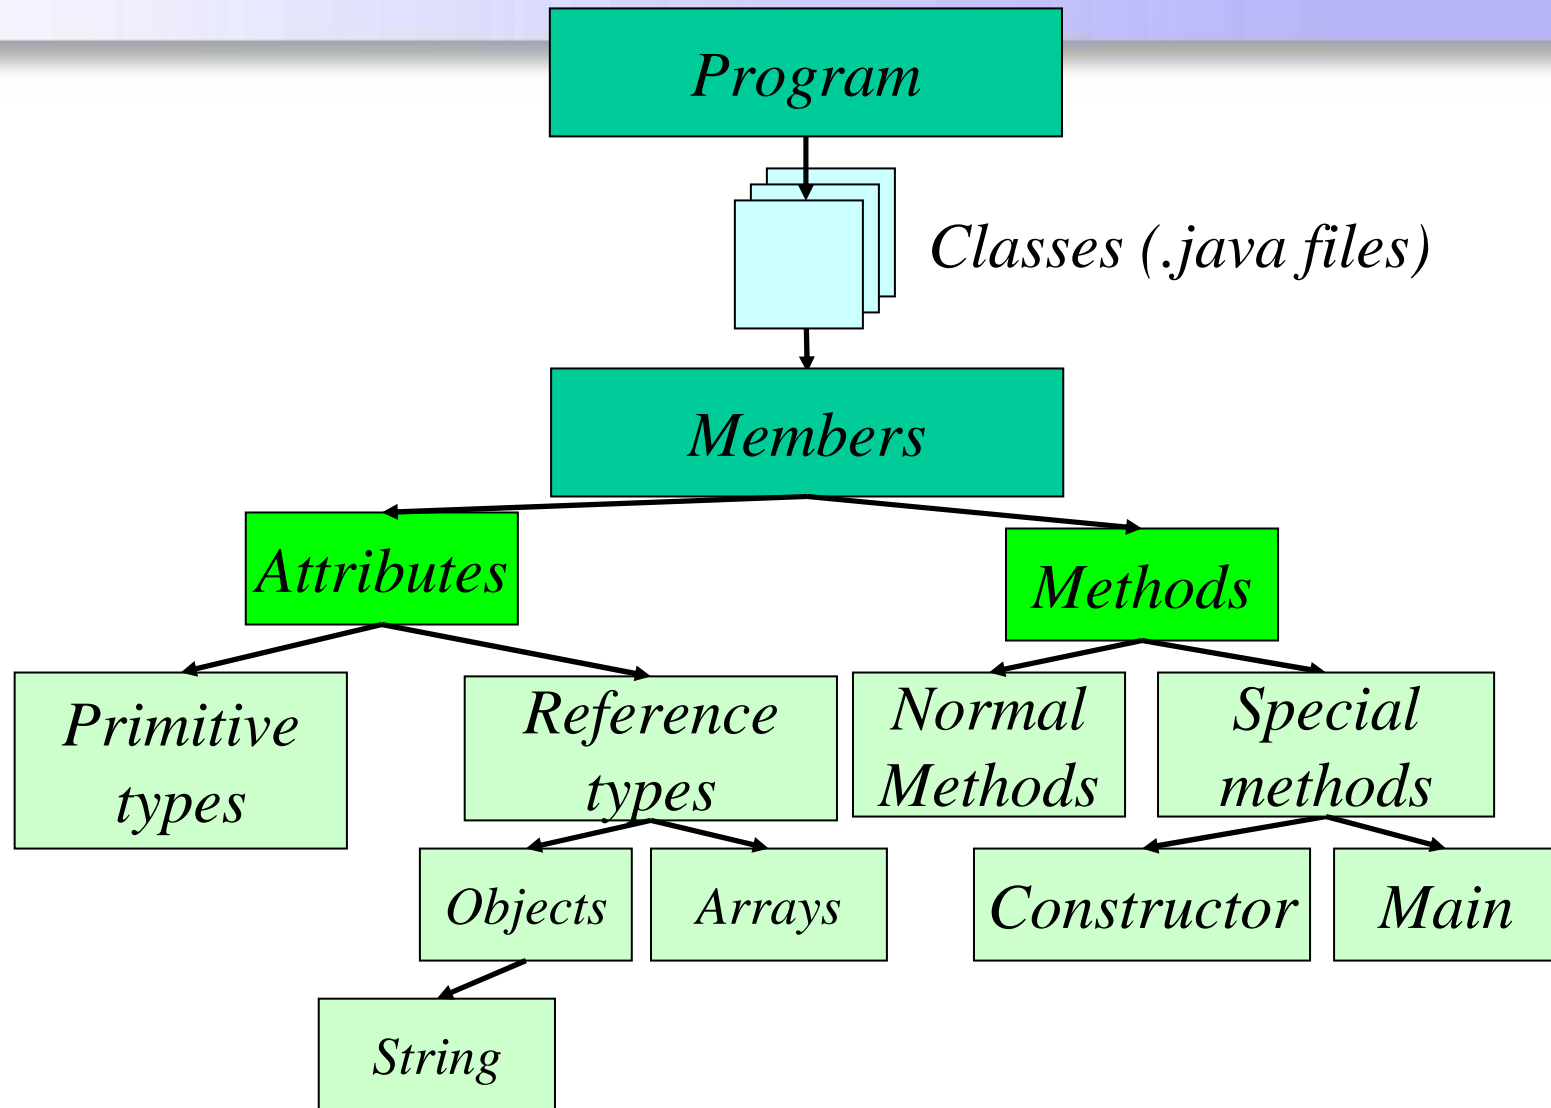 Program
Classes (.java files)
Members
Attributes
Methods
Primitive
types
Reference
types
Normal
Methods
Special
methods
Objects
Arrays
Constructor
Main
String